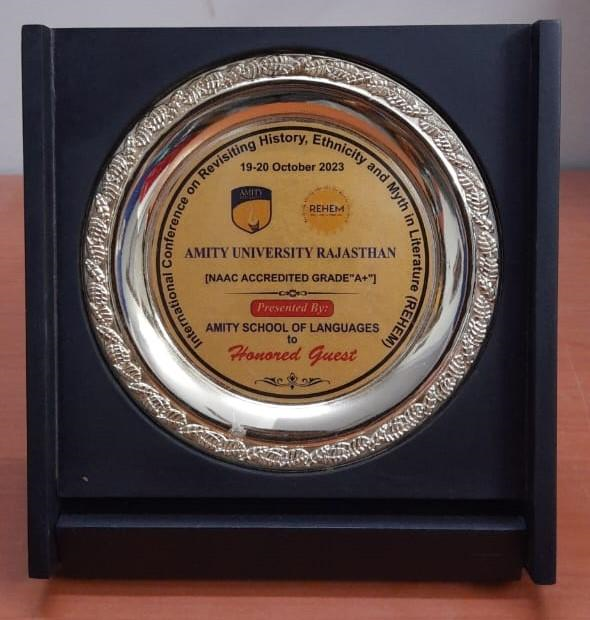 International Conference on Revisiting History, Ethnicity and Myth in Literature (REHEM)
19-20 October 2023
AMITY
REHEM
AMITY UNIVERSITY RAJASTHAN
[NAAC ACCREDITED GRADE"A+"]
Presented By:
AMITY SCHOOL OF LANGUAGES
to
Honored Guest